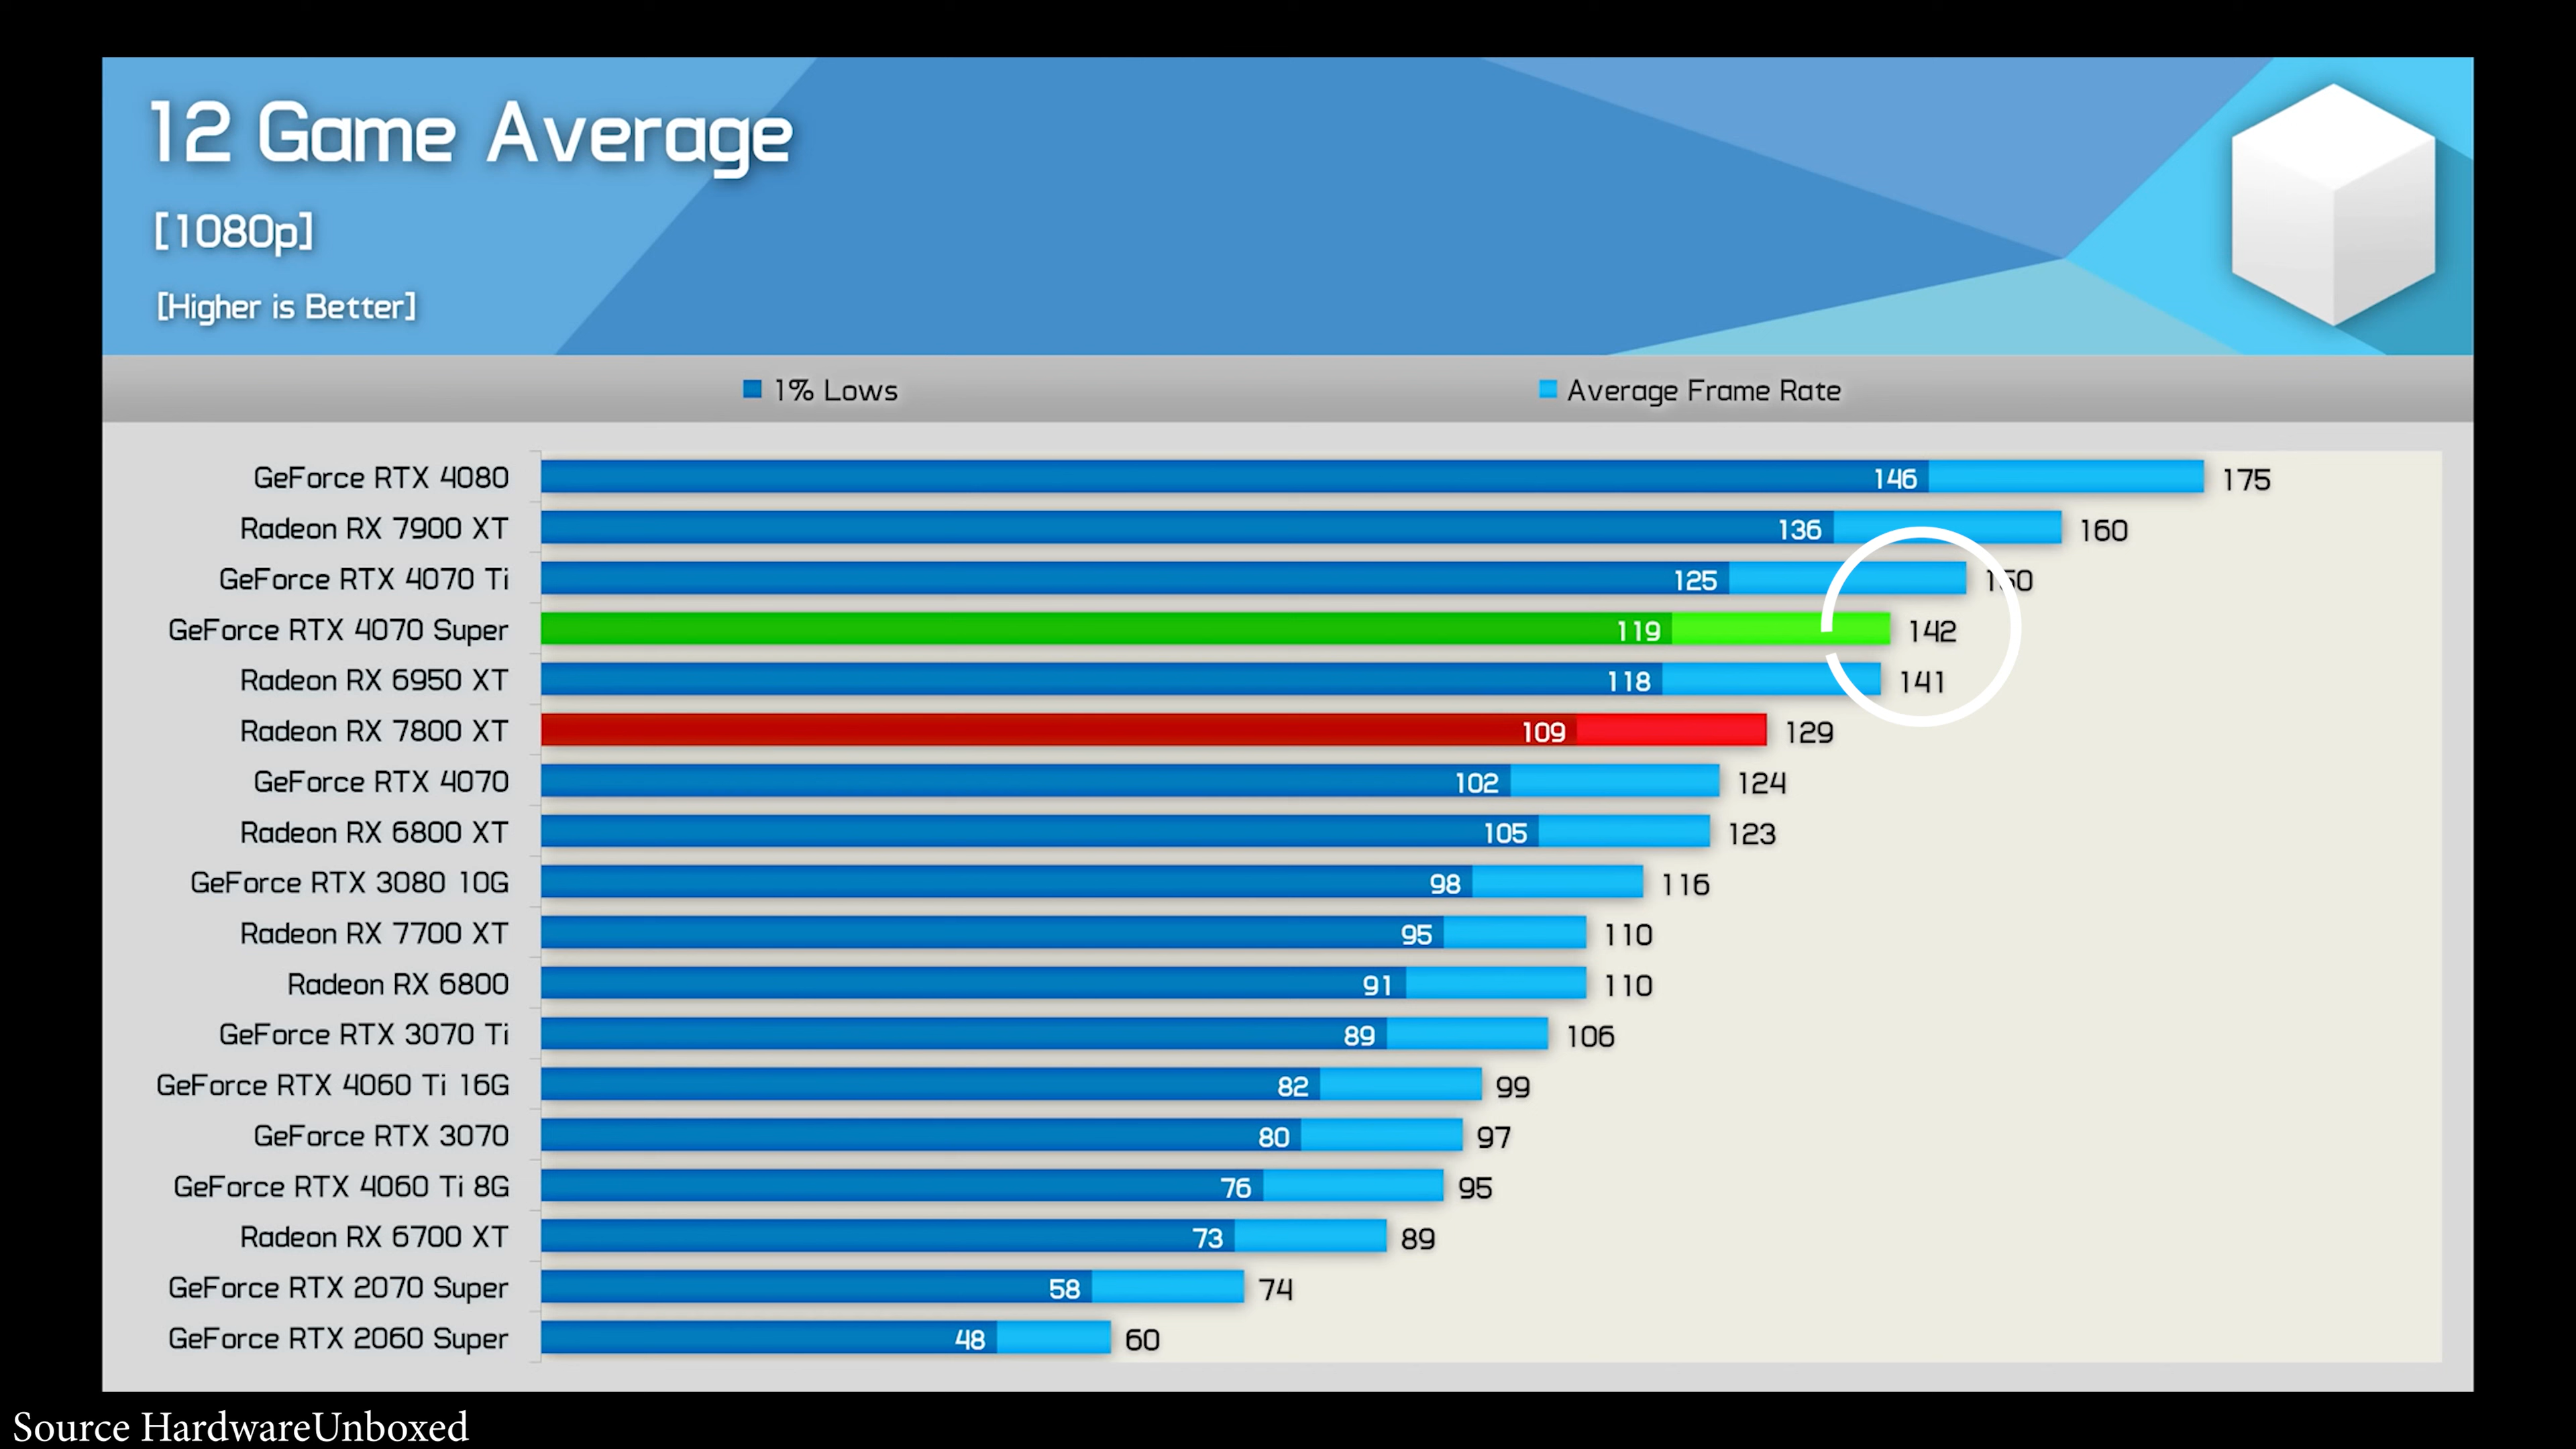 12 Game Average
[1080p]
[Higher is Better]
1% Lows Average Frame Rate
GeForce RTX 4080 146 175
Radeon RX 7900 XT 136 160
GeForce RTX 4070 Ti 125 150
GeForce RTX 4070 Super 119 142
Radeon RX 6950 XT 118 141
Radeon RX 7800 XT 109 129
GeForce RTX 4070 102 124
Radeon RX 6800 XT 105 123
GeForce RTX 3080 10G 98 116
Radeon RX 7700 XT 95 110
Radeon RX 6800 91 110
GeForce RTX 3070 Ti 89 106
GeForce RTX 4060 Ti 16G 82 99
GeForce RTX 3070 80 97
GeForce RTX 4060 Ti 8G 76 95
Radeon RX 6700 XT 73 89
GeForce RTX 2070 Super 58 74
GeForce RTX 2060 Super 48 60
Source HardwareUnboxed